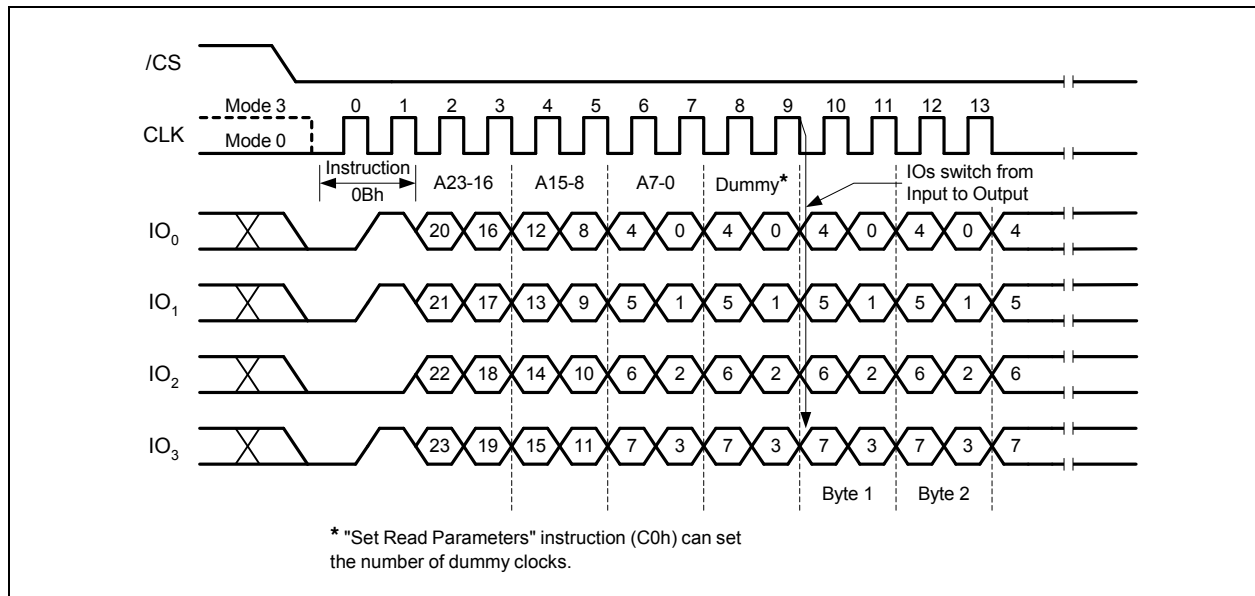 /CS
Mode 3 0 1 2 3 4 5 6 7 8 9 10 11 12 13
CLK
Mode 0
Instruction
0Bh A23-16 A15-8 A7-0 Dummy*
IOs switch from
Input to Output
IO0 20 16 12 8 4 0 4 0 4 0 4 0 4
IO1 21 17 13 9 5 1 5 1 5 1 5 1 5
IO2 22 18 14 10 6 2 6 2 6 2 6 2 6
IO3 23 19 15 11 7 3 7 3 7 3 7 3 7
Byte 1 Byte 2
* "Set Read Parameters" instruction (C0h) can set
the number of dummy clocks.